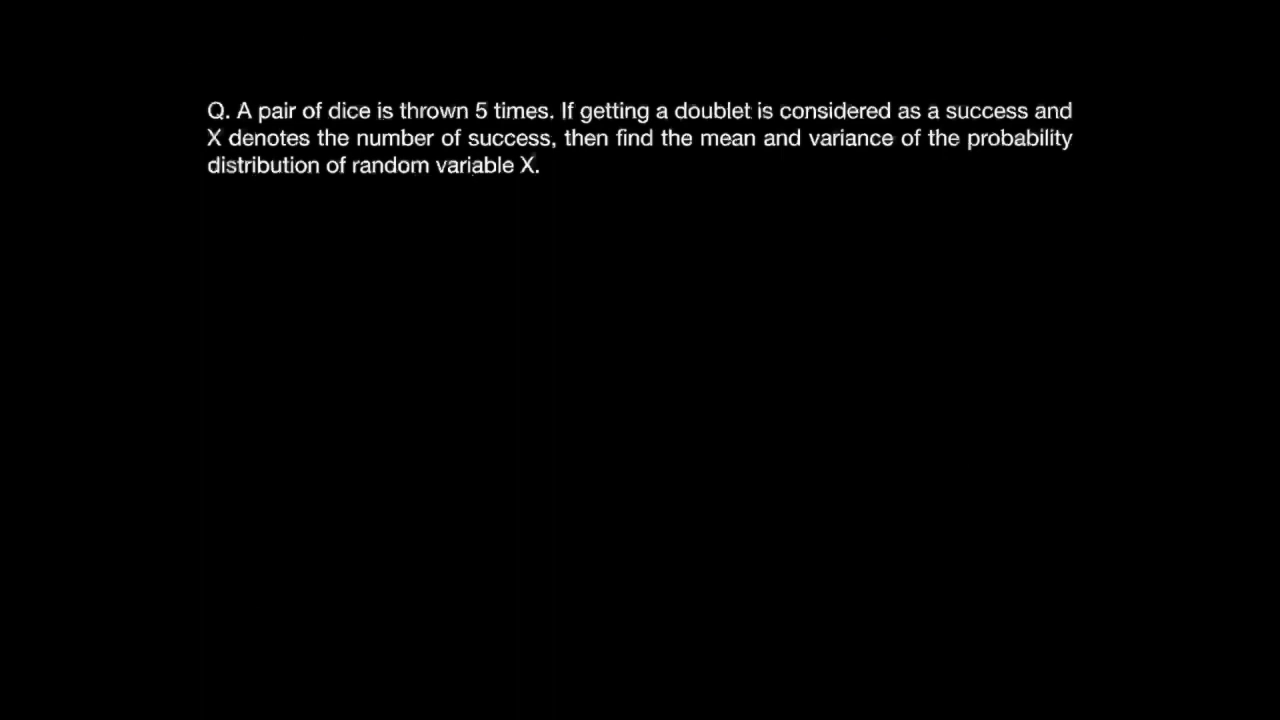 Q. A pair of dice is thrown 5 times. If getting a doublet is considered as a success and
X denotes the number of success, then find the mean and variance of the probability
distribution of random variable X.